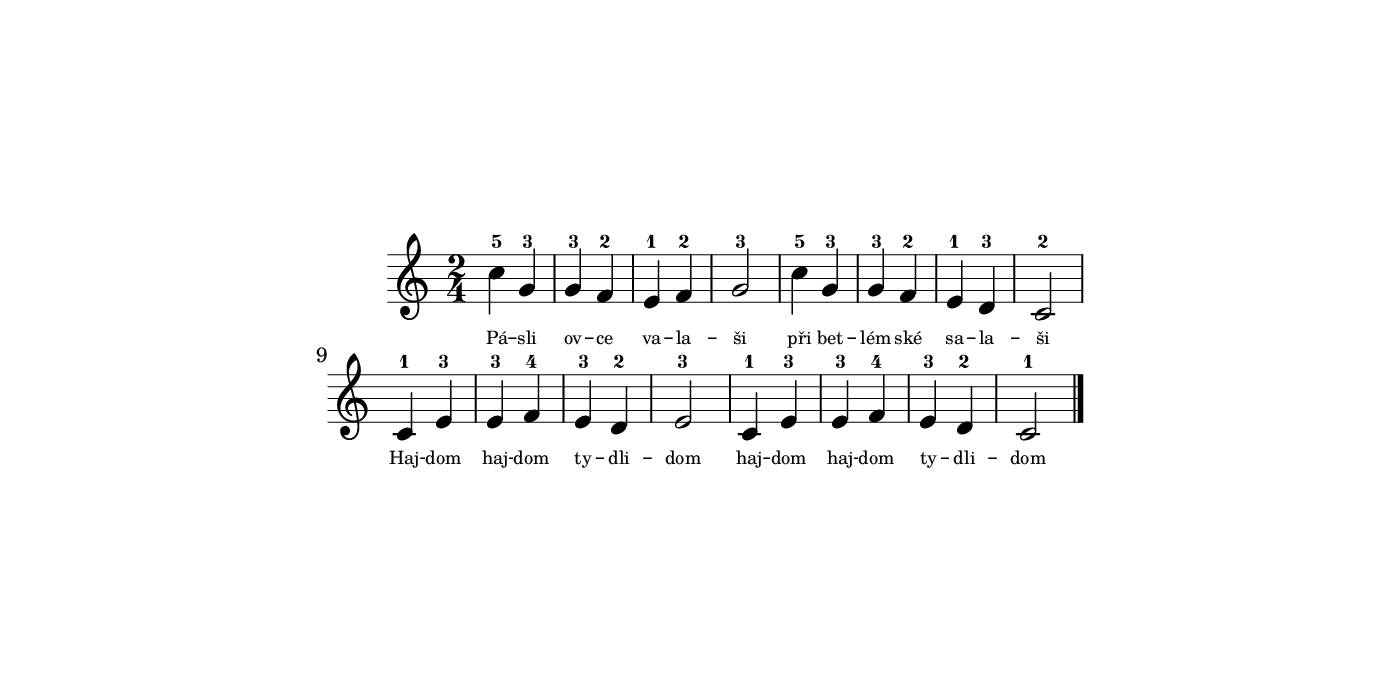 5 3 3 2 1 2 3 5 3 3 2 1 3 2
2
4
Pá – sli ov – ce va – la – ši při bet – lém ské sa – la – ši
9
1 3 3 4 3 2 3 1 3 3 4 3 2 1
Haj – dom haj – dom ty – dli – dom haj – dom haj – dom ty – dli – dom